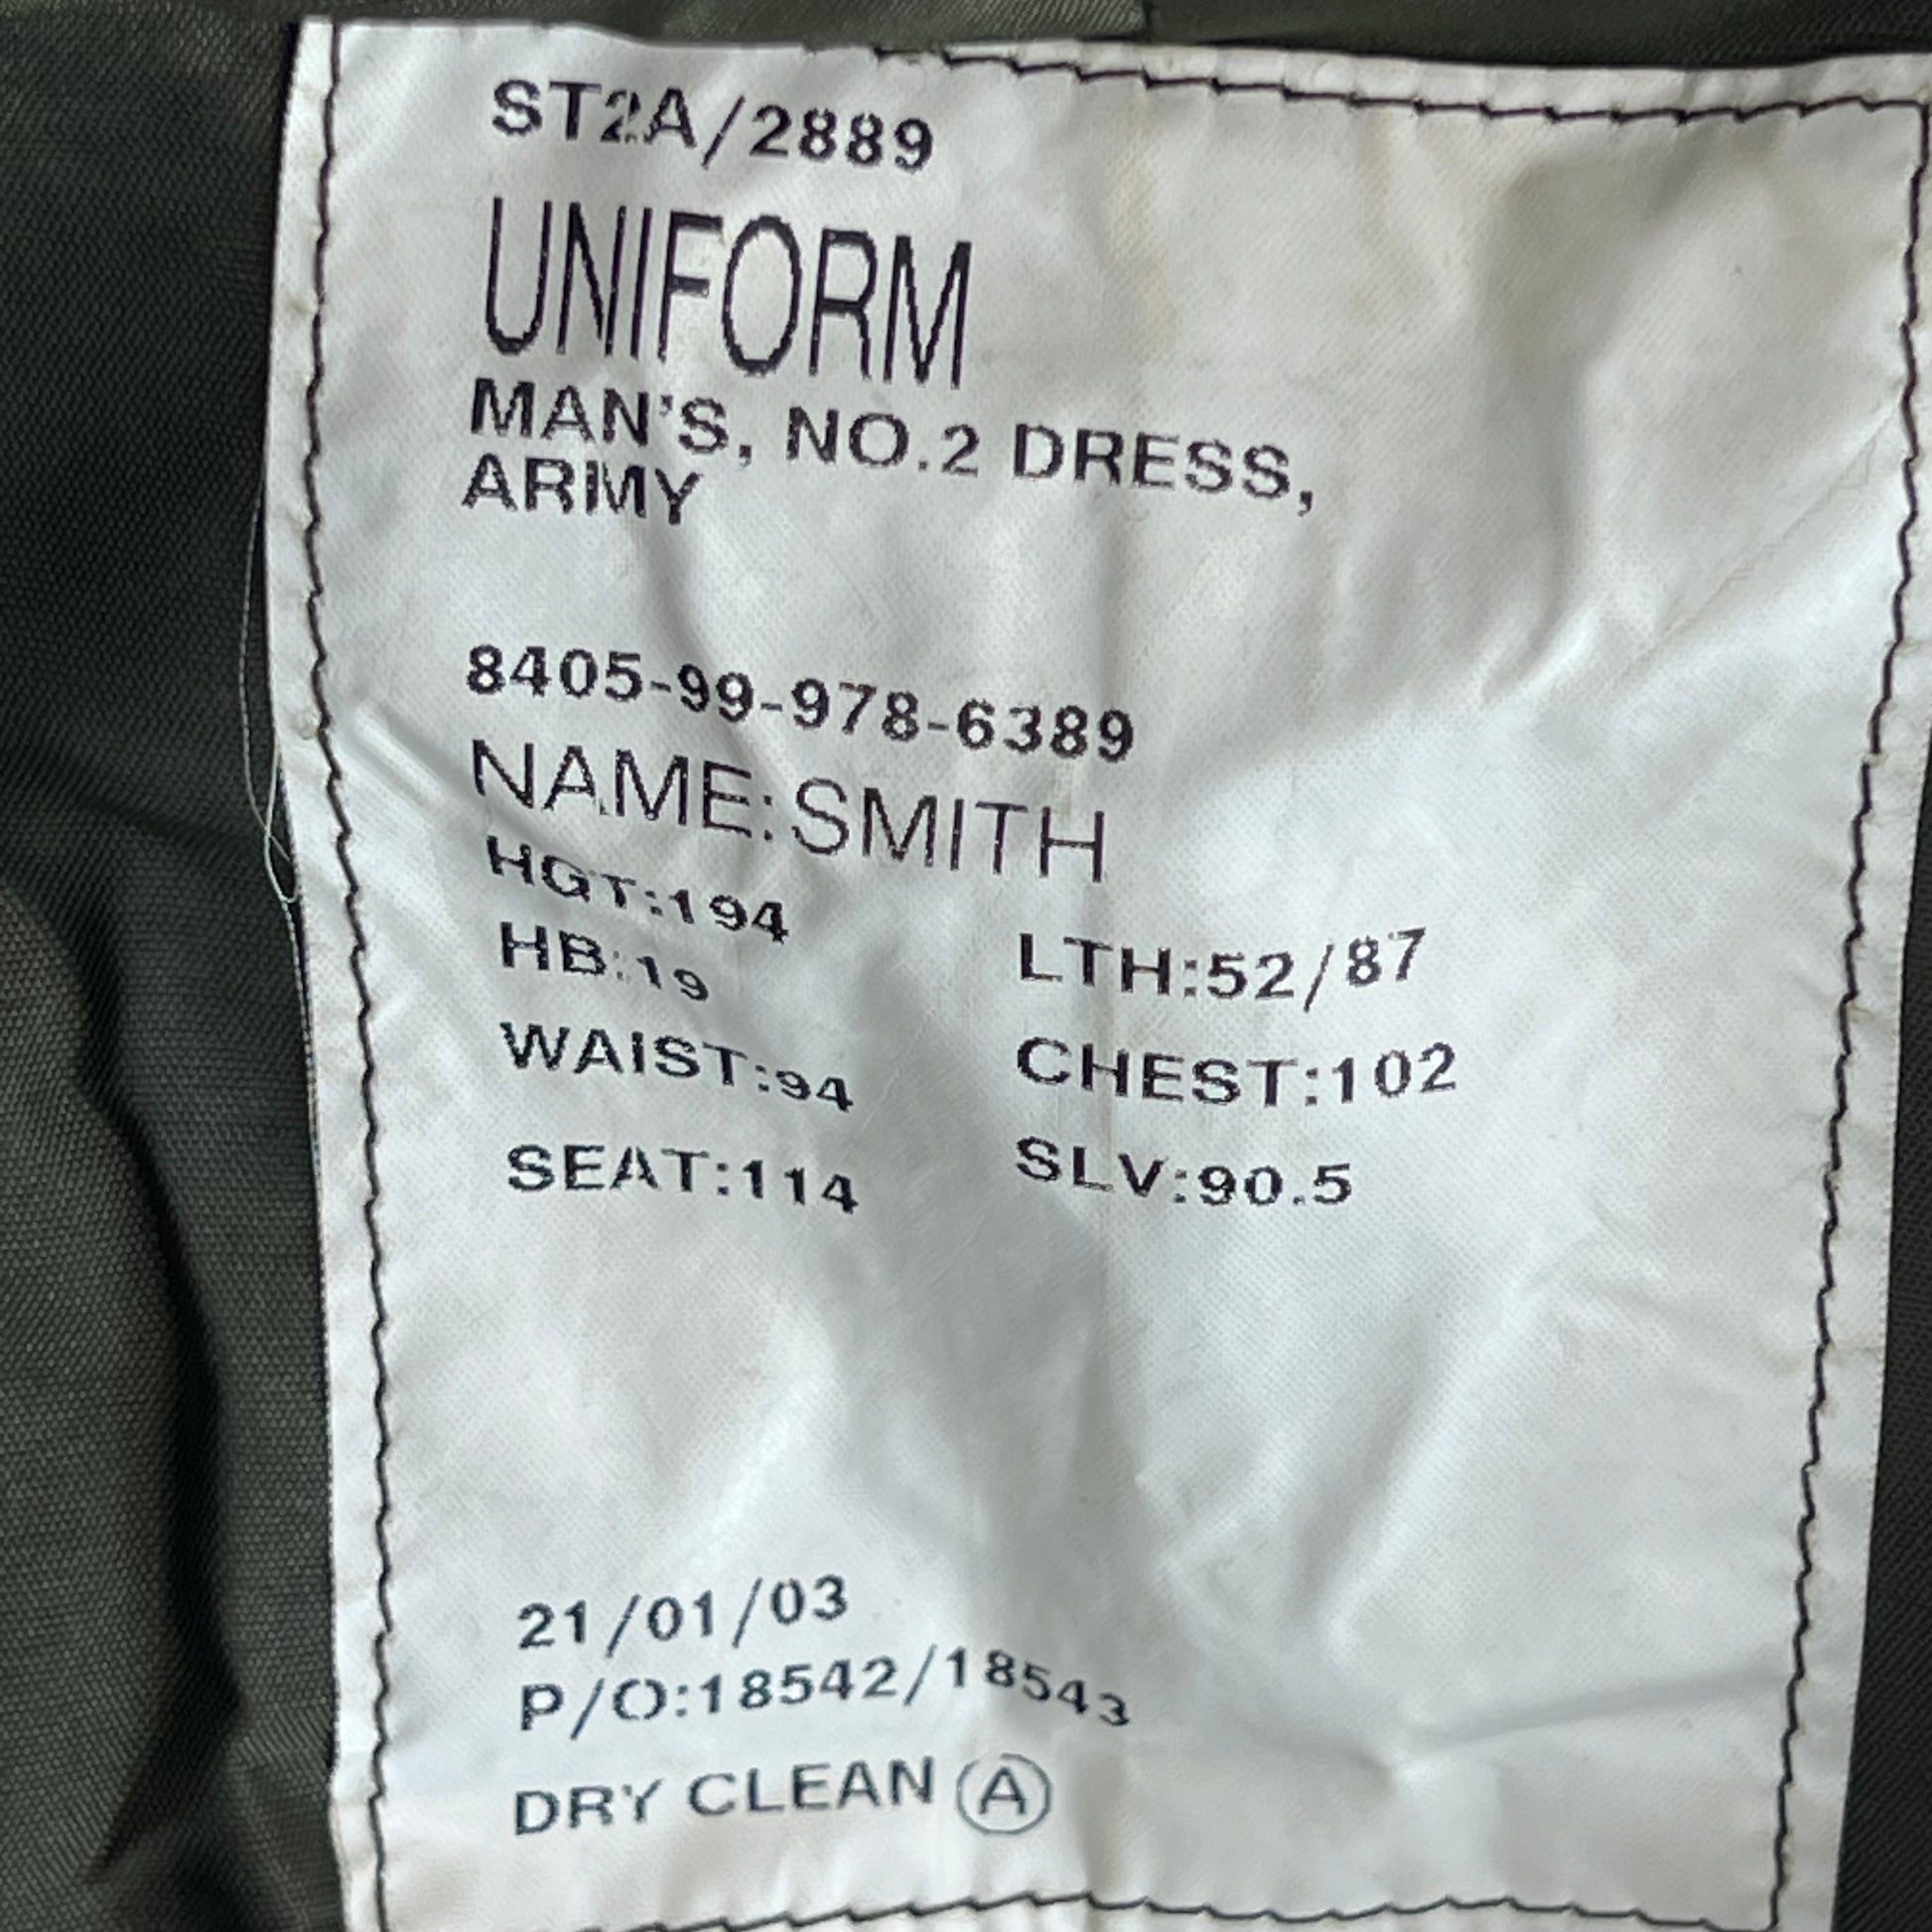 ST2A/2889
UNIFORM
MAN'S, NO.2 DRESS,
ARMY
8405-99-978-6389
NAME:SMITH
HGT:194
HB:19 LTH:52/87
WAIST:94 CHEST:102
SEAT:114 SLV:90.5
21/01/03
P/O:18542/18543
DRY CLEAN Ⓐ